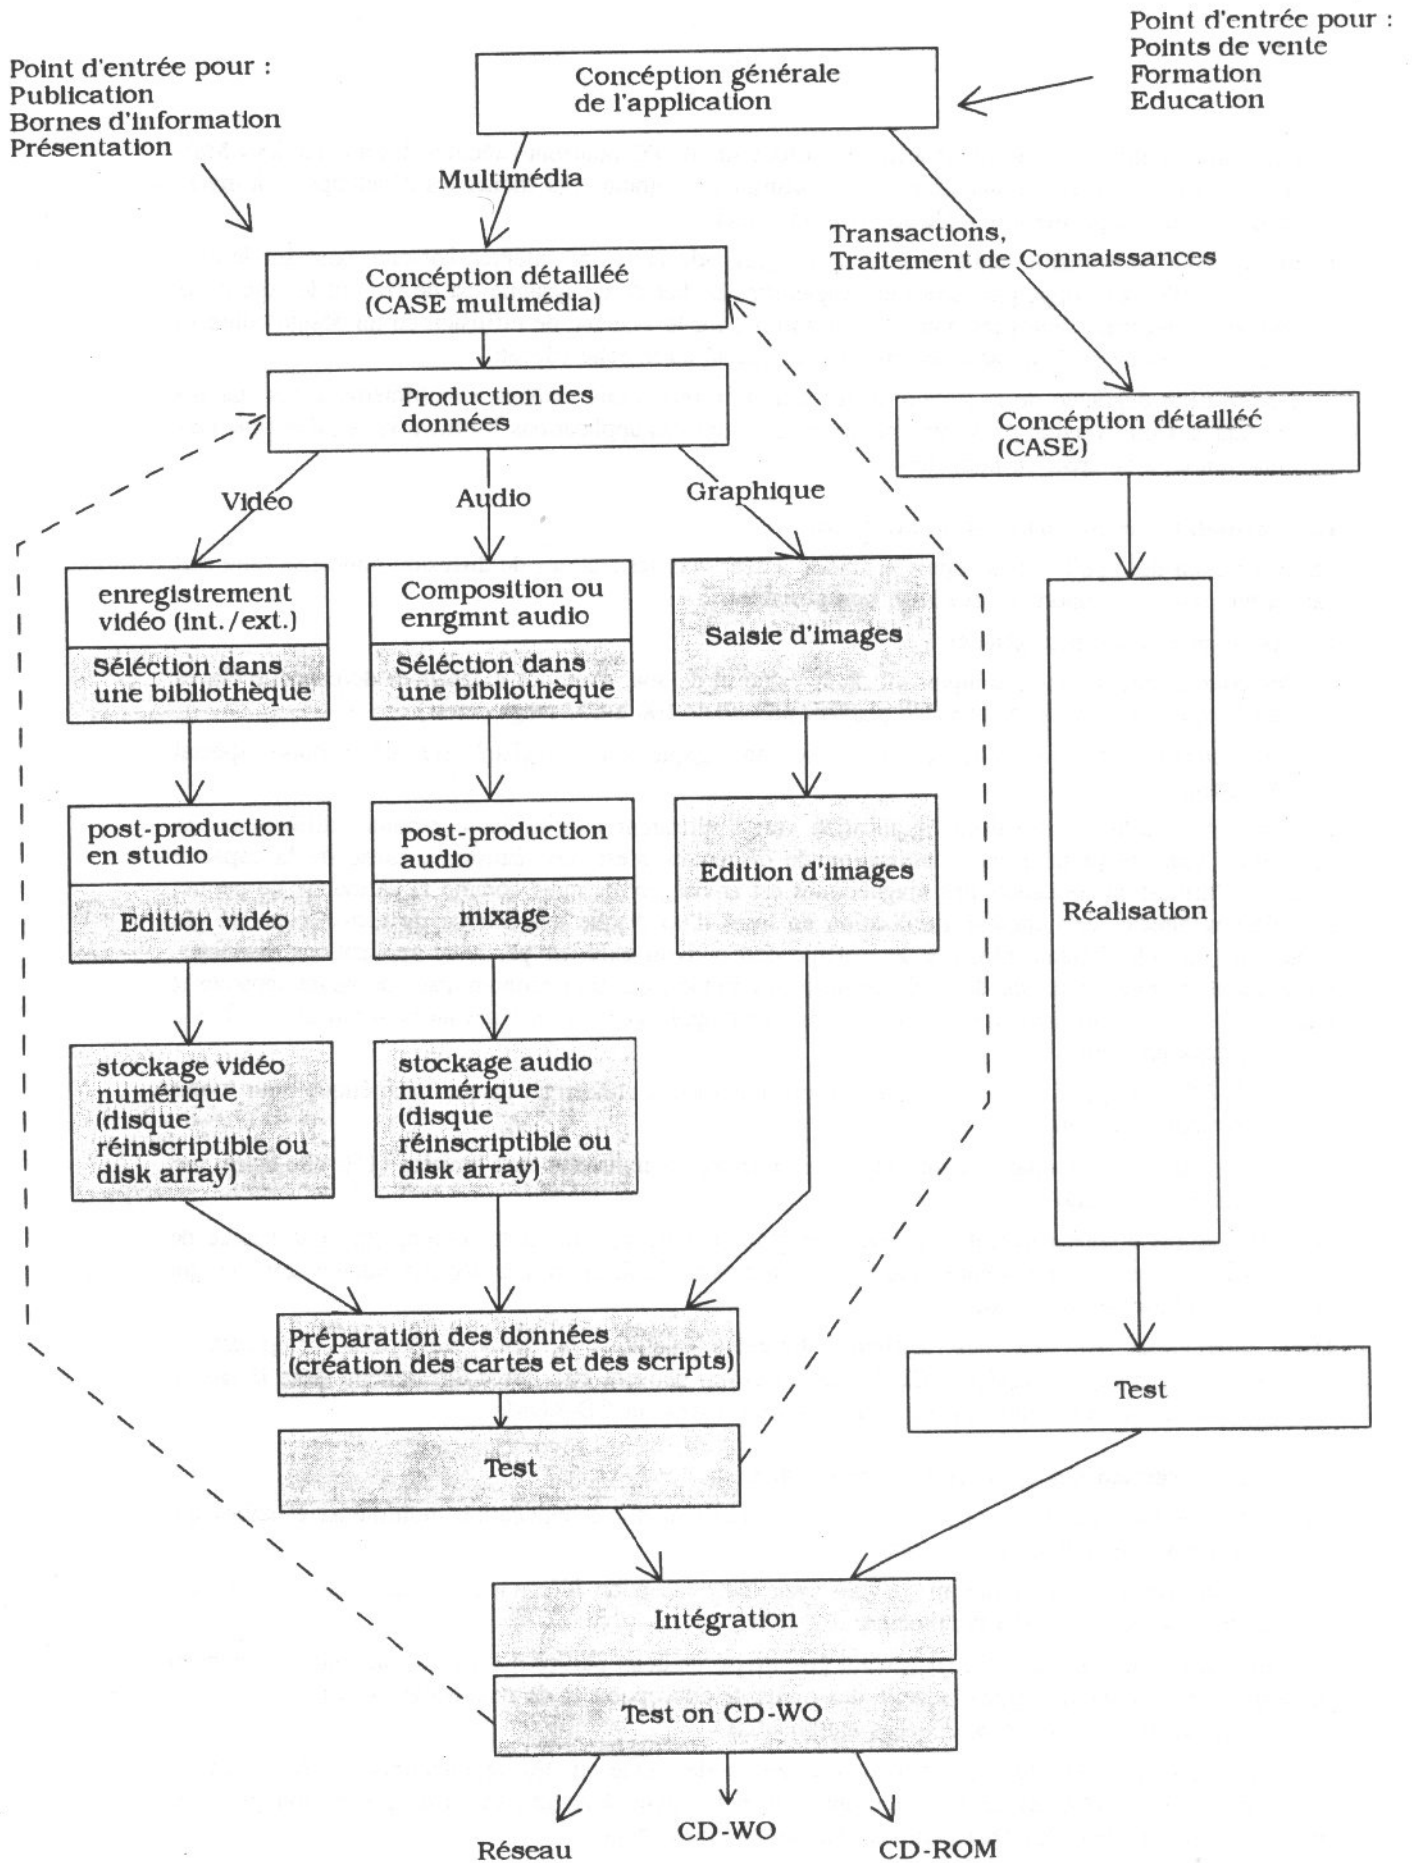 Point d'entrée pour :
Points de vente
Formation
Education
Point d'entrée pour :
Publication
Bornes d'information
Présentation
Concéption générale
de l'application
Multimédia
Transactions,
Traitement de Connaissances
Concéption détailléé
(CASE multimédia)
Production des
données
Concéption détailléé
(CASE)
Vidéo
Audio
Graphique
enregistrement
vidéo (int./ext.)
Séléction dans
une bibliothèque
Composition ou
enrgmnt audio
Séléction dans
une bibliothèque
Saisie d'images
post-production
en studio
Edition vidéo
post-production
audio
mixage
Edition d'images
Réalisation
stockage vidéo
numérique
(disque
réinscriptible ou
disk array)
stockage audio
numérique
(disque
réinscriptible ou
disk array)
Préparation des données
(création des cartes et des scripts)
Test
Test
Intégration
Test on CD-WO
Réseau
CD-WO
CD-ROM